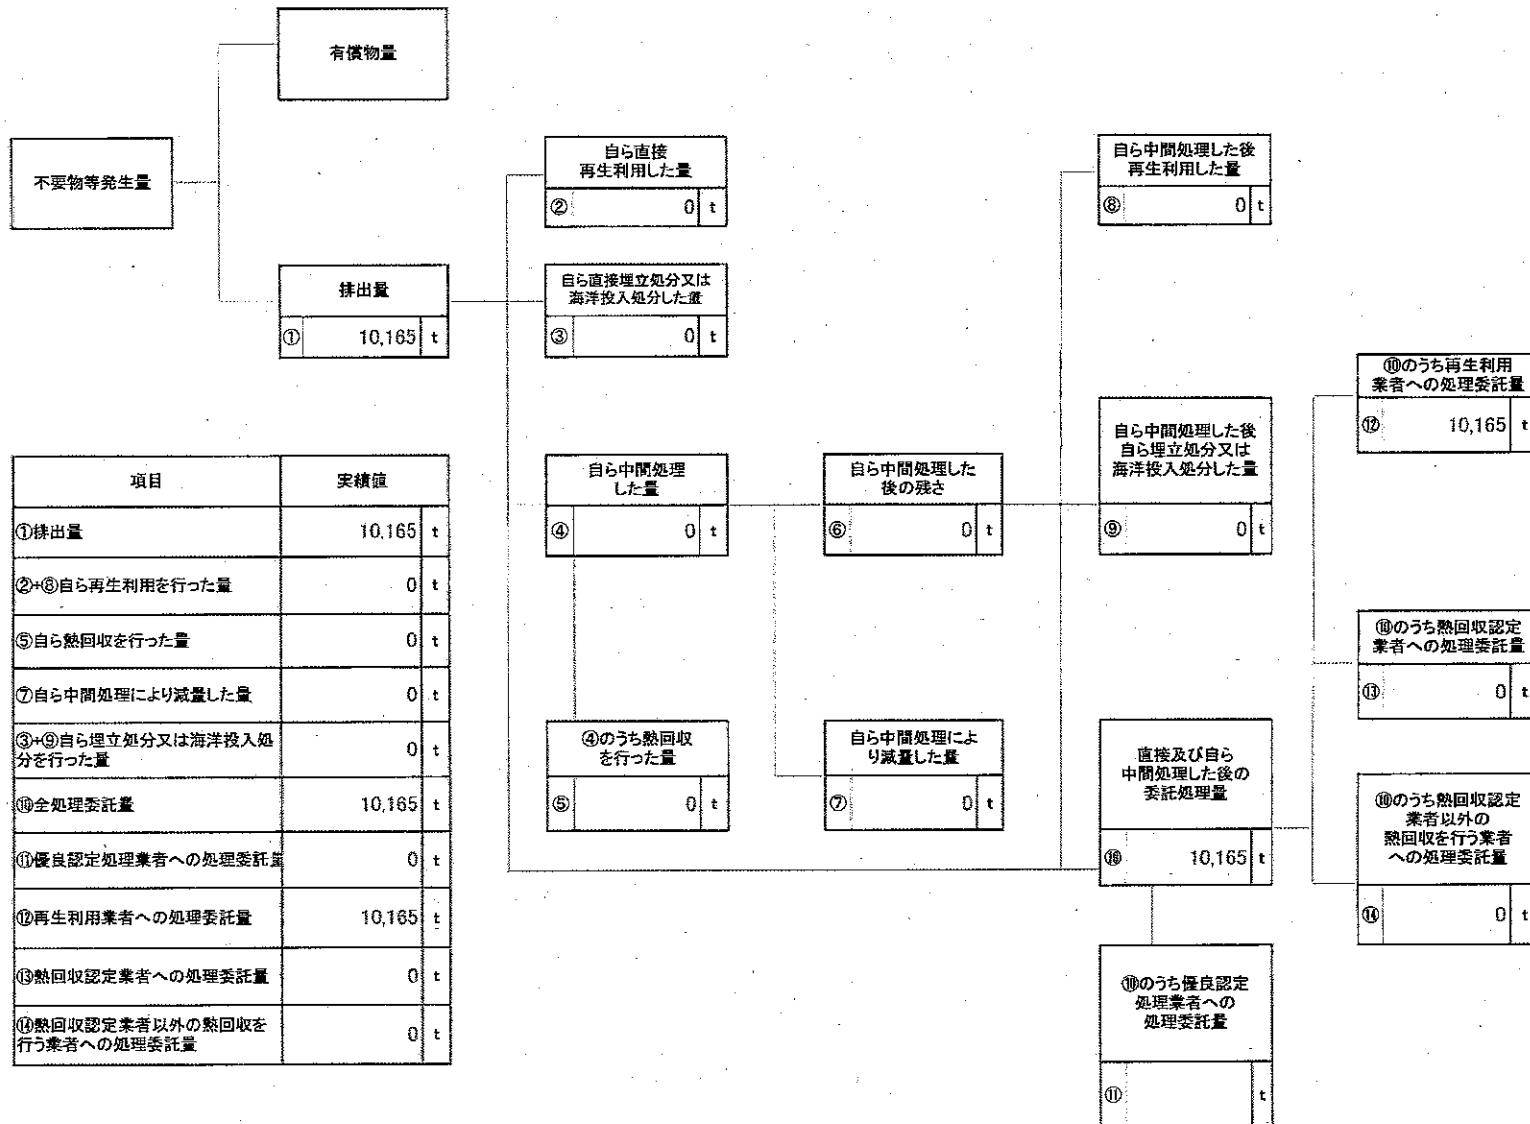 有償物量
不要物等発生量
排出量
① 10,165 t
自ら直接
再生利用した量
② 0 t
自ら直接埋立処分又は
海洋投入処分した量
③ 0 t
自ら中間処理
した量
④ 0 t
④のうち熱回収
を行った量
⑤ 0 t
自ら中間処理した
後の残さ
⑥ 0 t
自ら中間処理によ
り減量した量
⑦ 0 t
自ら中間処理した後
再生利用した量
⑧ 0 t
自ら中間処理した後
自ら埋立処分又は
海洋投入処分した量
⑨ 0 t
直接及び自ら
中間処理した後の
委託処理量
⑩ 10,165 t
⑩のうち優良認定
処理業者への
処理委託量
⑪ t
⑩のうち再生利用
業者への処理委託量
⑫ 10,165 t
⑩のうち熱回収認定
業者への処理委託量
⑬ 0 t
⑩のうち熱回収認定
業者以外の
熱回収を行う業者
への処理委託量
⑭ 0 t
項目 実績値
①排出量 10,165 t
②+⑧自ら再生利用を行った量 0 t
⑤自ら熱回収を行った量 0 t
⑦自ら中間処理により減量した量 0 t
③+⑨自ら埋立処分又は海洋投入処
分を行った量 0 t
⑩全処理委託量 10,165 t
⑪優良認定処理業者への処理委託量 0 t
⑫再生利用業者への処理委託量 10,165 t
⑬熱回収認定業者への処理委託量 0 t
⑭熱回収認定業者以外の熱回収を
行う業者への処理委託量 0 t